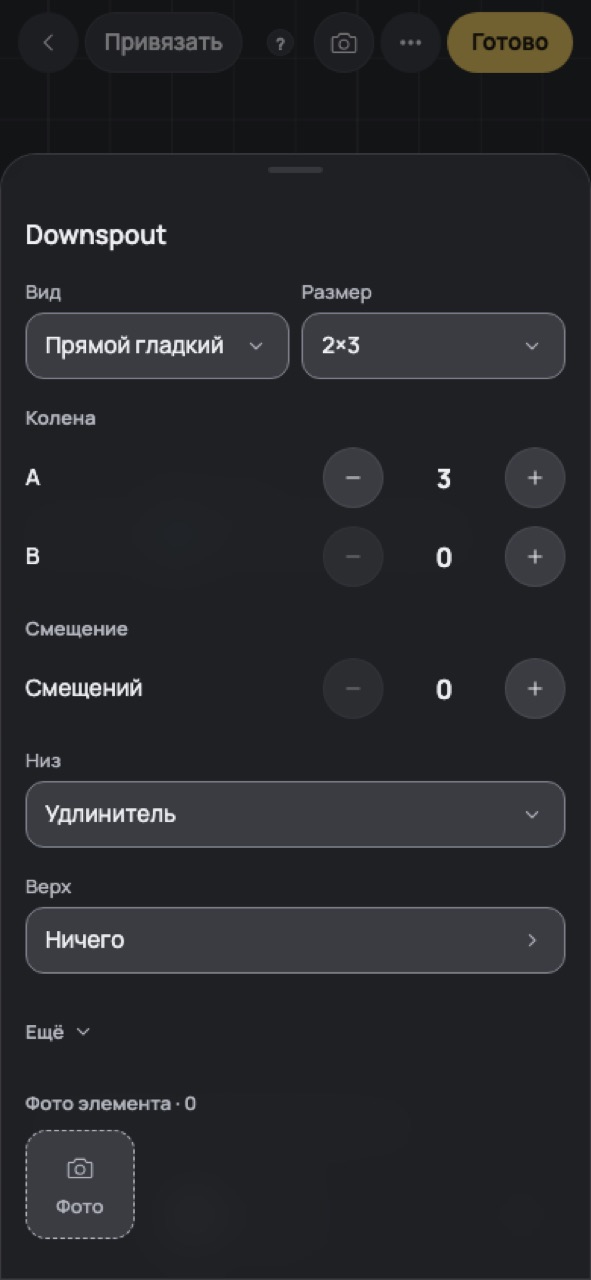 Привязать
?
Готово
Downspout
Вид
Размер
Прямой гладкий
2×3
Колена
A
3
B
0
Смещение
Смещений
0
Низ
Удлинитель
Верх
Ничего
Ещё
Фото элемента · 0
Фото